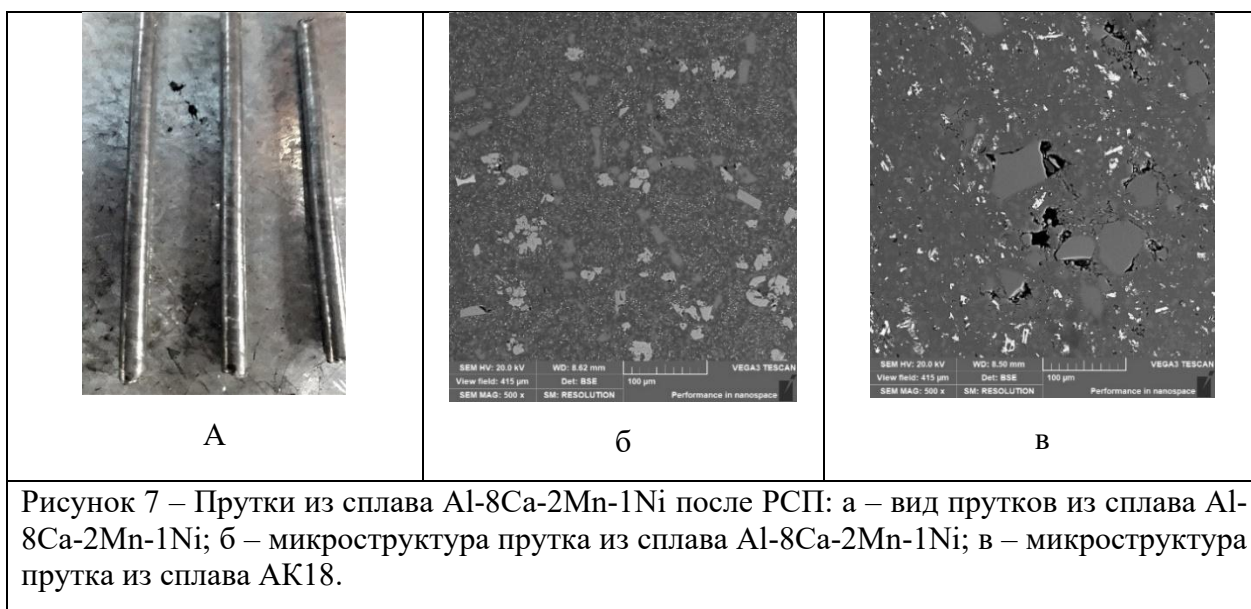 SEM HV: 20.0 kV WD: 8.62 mm VEGA3 TESCAN
View field: 415 µm Det: BSE 100 µm
SEM MAG: 500 x SM: RESOLUTION Performance in nanospace
SEM HV: 20.0 kV WD: 8.50 mm VEGA3 TESCAN
View field: 415 µm Det: BSE 100 µm
SEM MAG: 500 x SM: RESOLUTION Performance in nanospace
А
б
в
Рисунок 7 – Прутки из сплава Al-8Ca-2Mn-1Ni после РСП: а – вид прутков из сплава Al-
8Ca-2Mn-1Ni; б – микроструктура прутка из сплава Al-8Ca-2Mn-1Ni; в – микроструктура
прутка из сплава АК18.